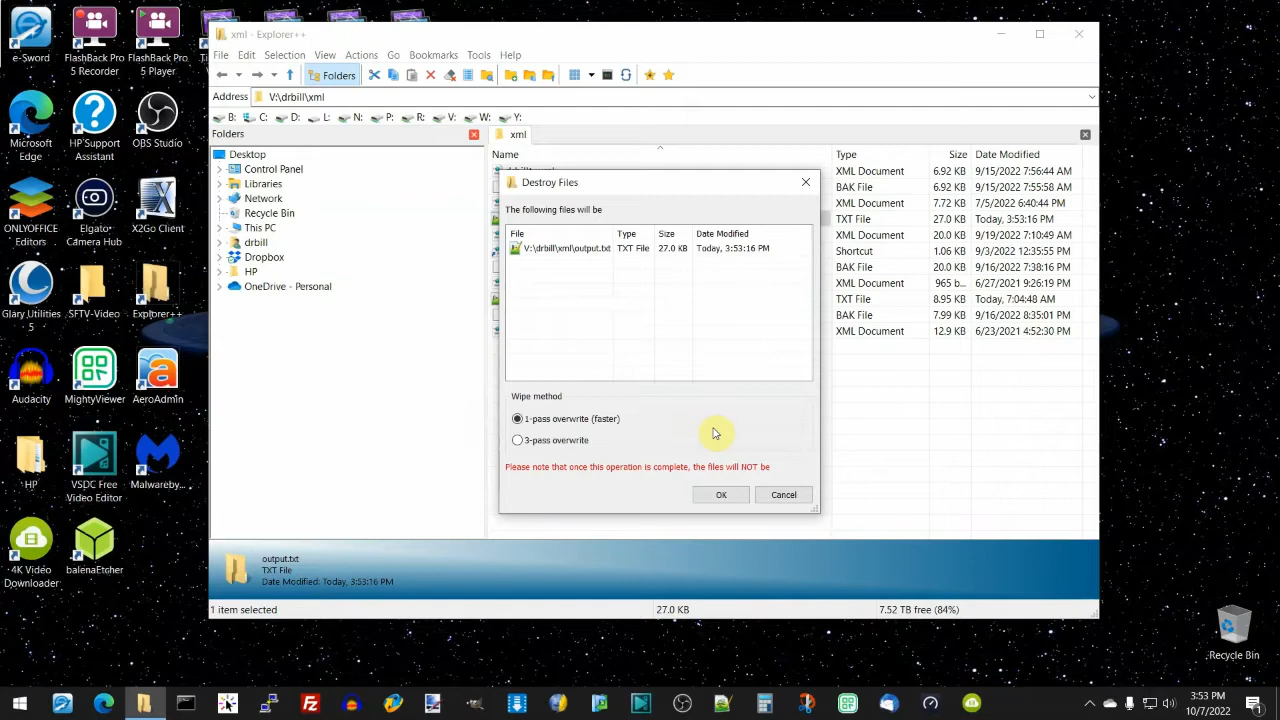 e-Sword
FlashBack Pro
5 Recorder
FlashBack Pro
5 Player
xml - Explorer++
File Edit Selection View Actions Go Bookmarks Tools Help
Folders
Address V:\drbill\xml
B: C: D: L: N: P: R: V: W: Y:
Folders
xml
Desktop
Control Panel
Libraries
Network
Recycle Bin
This PC
drbill
Dropbox
HP
OneDrive - Personal
Name Type Size Date Modified
XML Document 6.92 KB 9/15/2022 7:56:44 AM
BAK File 6.92 KB 9/15/2022 7:55:58 AM
XML Document 7.72 KB 7/5/2022 6:40:44 PM
TXT File 27.0 KB Today, 3:53:16 PM
XML Document 20.0 KB 9/19/2022 7:10:49 AM
Shortcut 1.06 KB 9/3/2022 12:35:55 PM
BAK File 20.0 KB 9/16/2022 7:38:16 PM
XML Document 965 b... 6/27/2021 9:26:19 PM
TXT File 8.95 KB Today, 7:04:48 AM
BAK File 7.99 KB 9/16/2022 8:35:01 PM
XML Document 12.9 KB 6/23/2021 4:52:30 PM
Destroy Files
The following files will be
File Type Size Date Modified
V:\drbill\xml\output.txt TXT File 27.0 KB Today, 3:53:16 PM
Wipe method
1-pass overwrite (faster)
3-pass overwrite
Please note that once this operation is complete, the files will NOT be
OK Cancel
output.txt
TXT File
Date Modified: Today, 3:53:16 PM
1 item selected 27.0 KB 7.52 TB free (84%)
Microsoft
Edge
HP Support
Assistant
OBS Studio
ONLYOFFICE
Editors
Elgato
Camera Hub
X2Go Client
Glary Utilities
5
SFTV-Video
Explorer++
Audacity
MightyViewer
AeroAdmin
HP
VSDC Free
Video Editor
Malwareby...
4K Video
Downloader
balenaEtcher
Recycle Bin
3:53 PM
10/7/2022
1